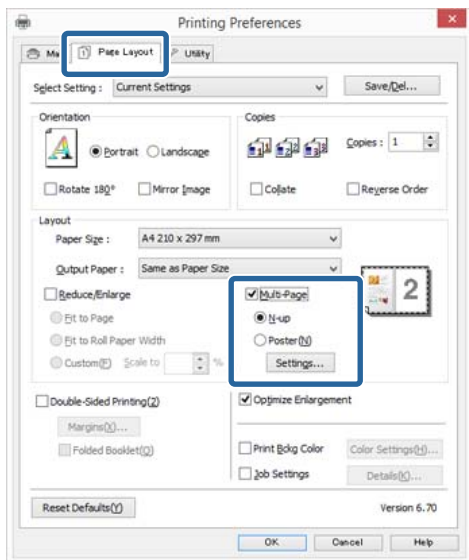 Printing Preferences
Page Layout Utility
Select Setting : Current Settings Save/Del...
Orientation Copies
Portrait Landscape Copies : 1
Rotate 180° Mirror Image Collate Reverse Order
Layout
Paper Size : A4 210 x 297 mm
Output Paper : Same as Paper Size
Reduce/Enlarge Multi-Page 2
Fit to Page N-up
Fit to Roll Paper Width Poster(N)
Custom(F) Scale to % Settings...
Double-Sided Printing(2) Optimize Enlargement
Margins(X)...
Folded Booklet(Q) Print Bckg Color Color Settings(H)...
Job Settings Details(K)...
Reset Defaults(Y) Version 6.70
OK Cancel Help